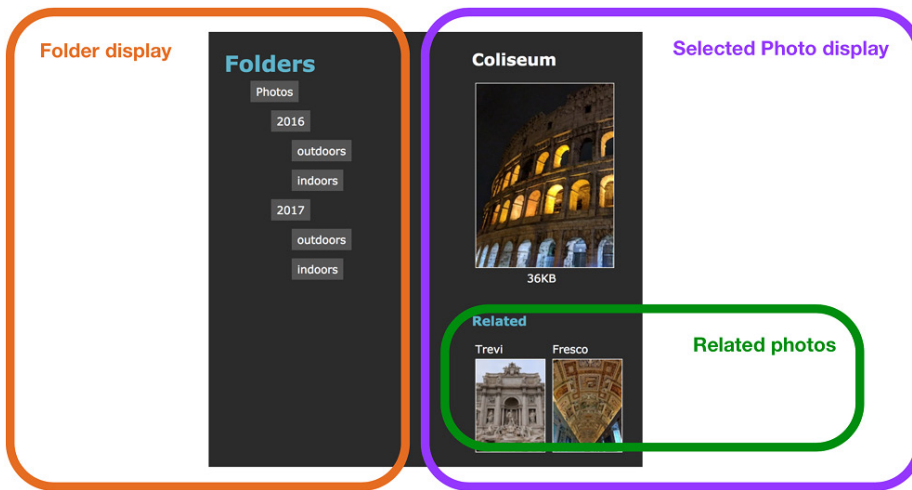 Folder display
Folders
Photos
2016
outdoors
indoors
2017
outdoors
indoors
Selected Photo display
Coliseum
36KB
Related
Related photos
Trevi Fresco